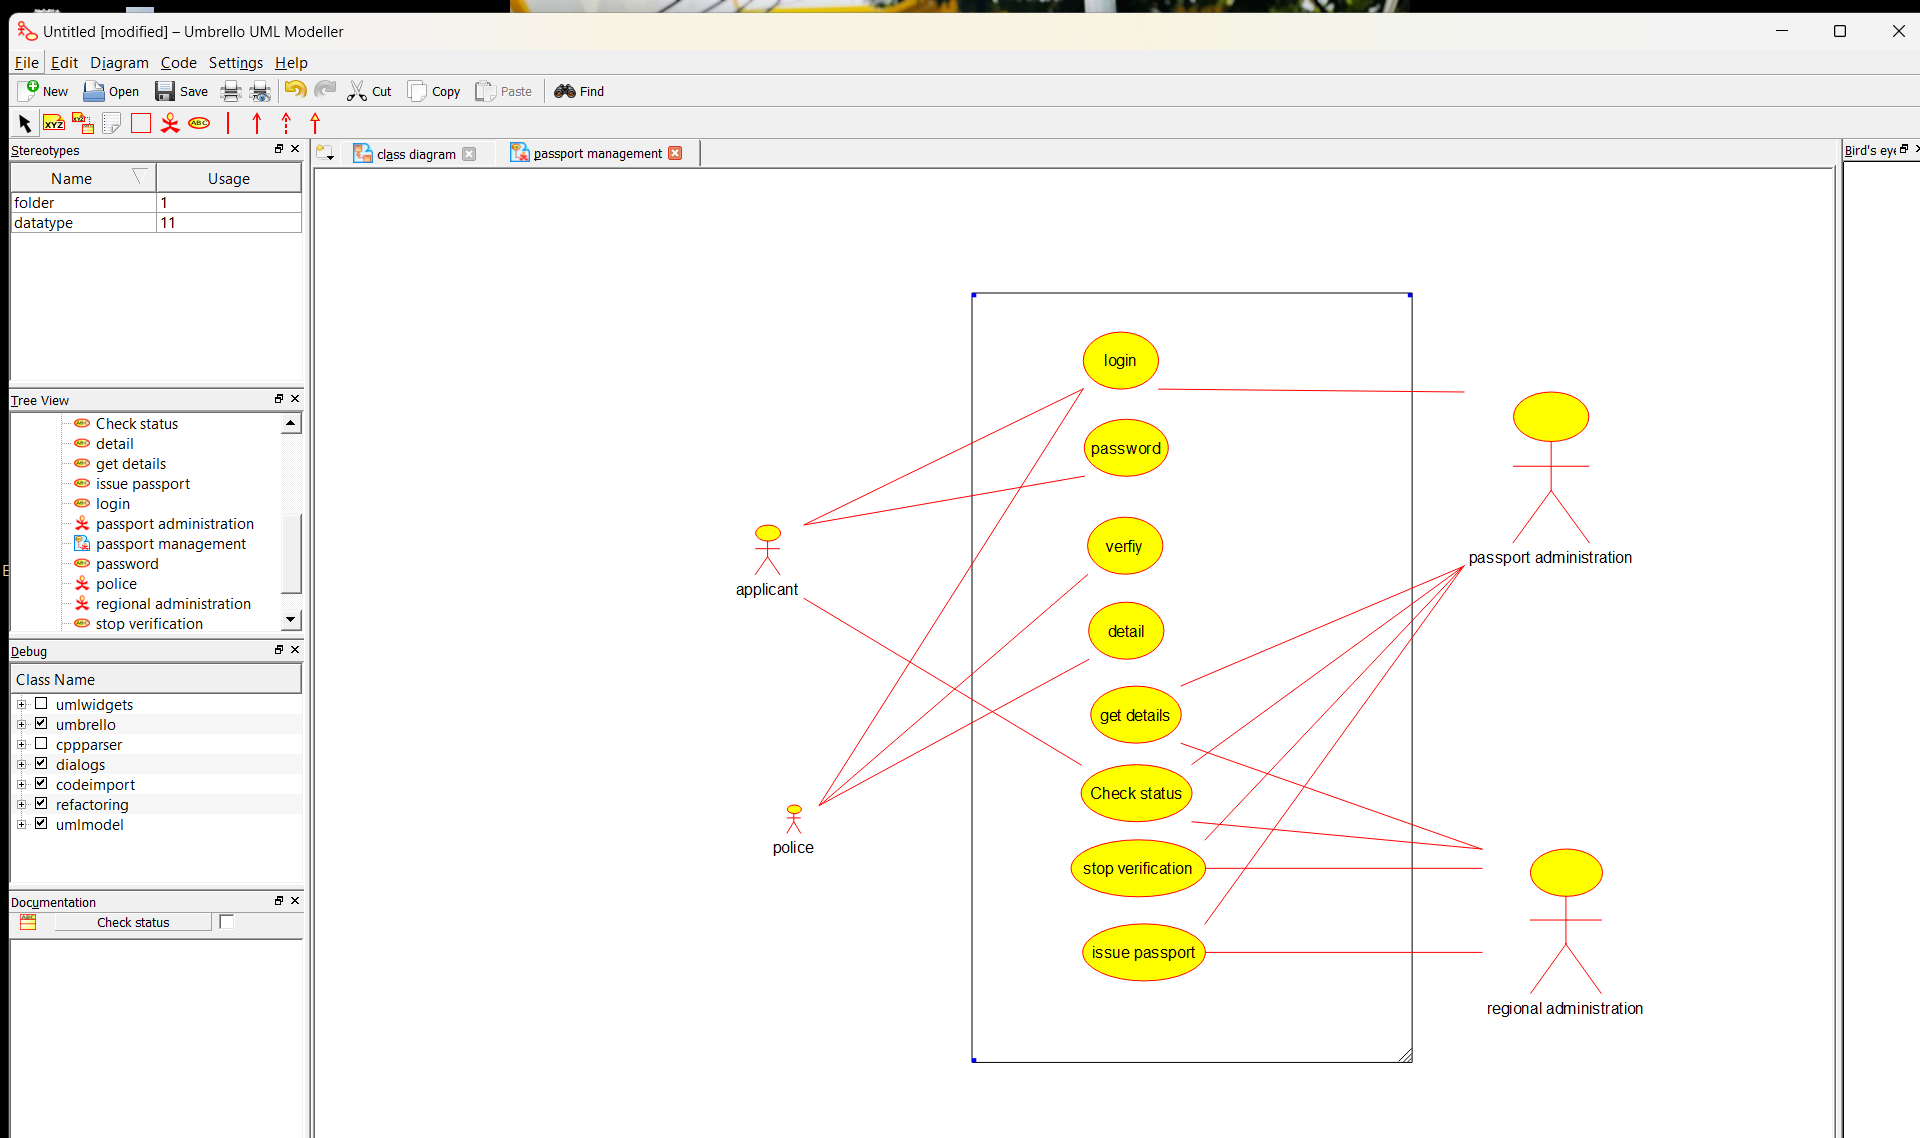 Untitled [modified] – Umbrello UML Modeller
File Edit Diagram Code Settings Help
New Open Save Cut Copy Paste Find
XYZ XYZ ABC
Stereotypes
class diagram
passport management
Bird's eye
Name Usage
folder 1
datatype 11
Tree View
Check status
detail
get details
issue passport
login
passport administration
passport management
password
police
regional administration
stop verification
Debug
Class Name
umlwidgets
umbrello
cppparser
dialogs
codeimport
refactoring
umlmodel
Documentation
Check status
login
password
verfiy
detail
get details
Check status
stop verification
issue passport
applicant
police
passport administration
regional administration